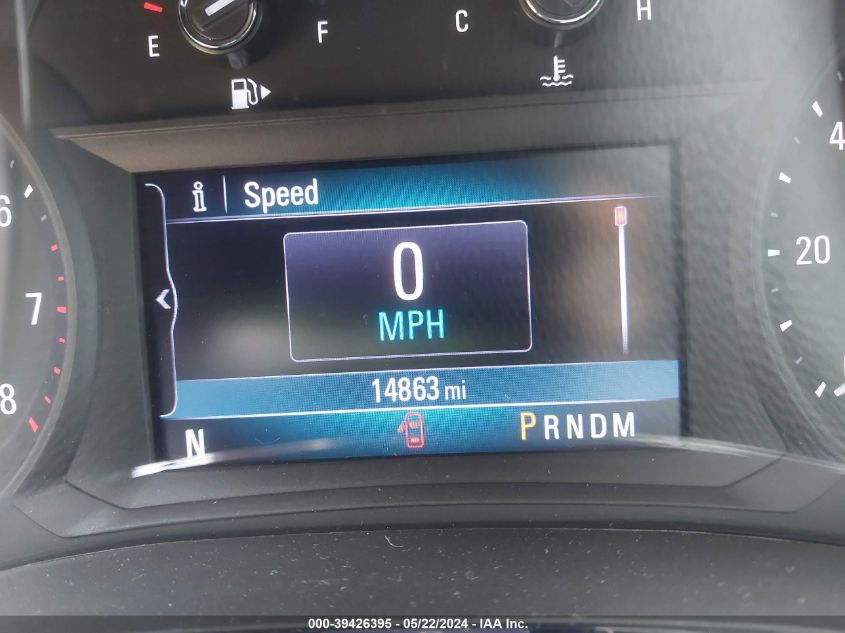 E F C H
Speed
0
MPH
14863 mi
N PRNDM
6
7
8
4
20
000-39426395 - 05/22/2024 - IAA Inc.